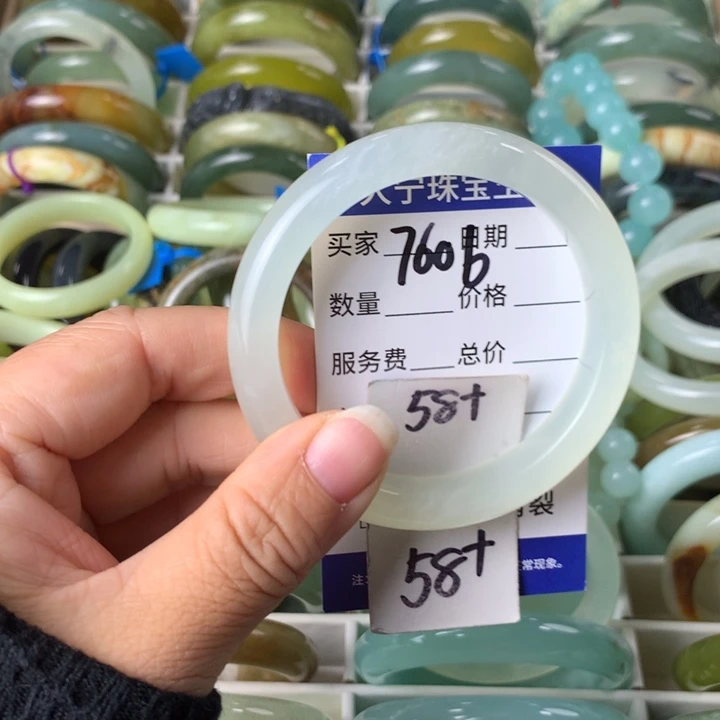 宁珠宝
买家 760b 日期
数量 价格
服务费 总价
58+
裂
58+
常现象。